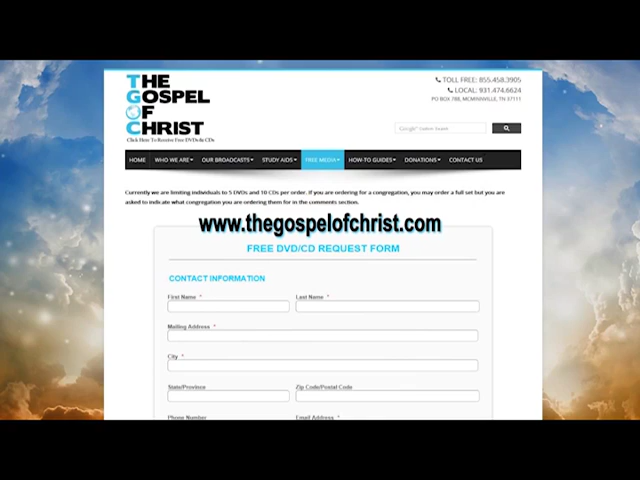 THE
GOSPEL
OF
CHRIST
Click Here To Receive Free DVDs & CDs
TOLL FREE: 855.458.3905
LOCAL: 931.474.6624
PO BOX 788, MCMINNVILLE, TN 37111
Google Custom Search
HOME WHO WE ARE OUR BROADCASTS STUDY AIDS FREE MEDIA HOW-TO GUIDES DONATIONS CONTACT US
Currently we are limiting individuals to 5 DVDs and 10 CDs per order. If you are ordering for a congregation, you may order a full set but you are
asked to indicate what congregation you are ordering them for in the comments section.
www.thegospelofchrist.com
FREE DVD/CD REQUEST FORM
CONTACT INFORMATION
First Name * Last Name *
Mailing Address *
City *
State/Province Zip Code/Postal Code
Phone Number Email Address *